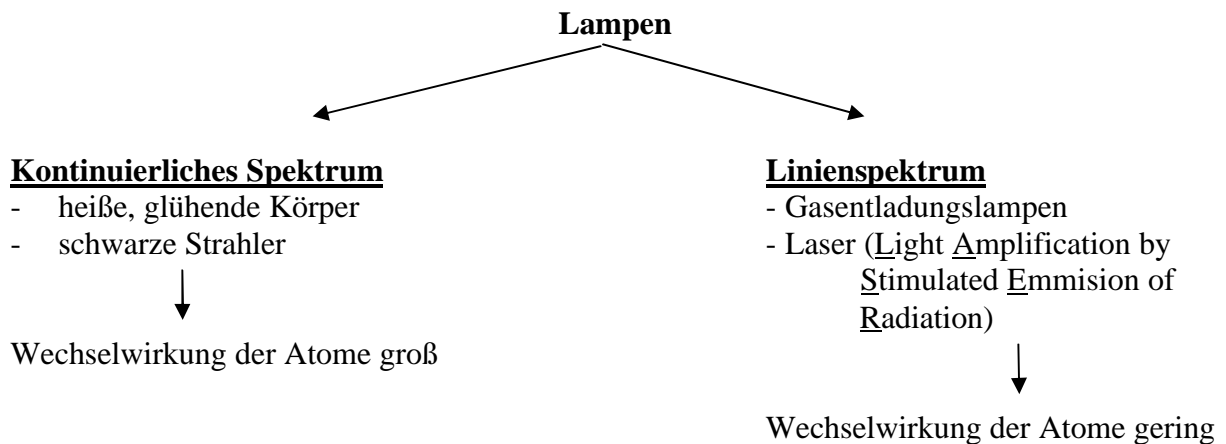 Lampen
Kontinuierliches Spektrum
- heiße, glühende Körper
- schwarze Strahler
Wechselwirkung der Atome groß
Linienspektrum
- Gasentladungslampen
- Laser (Light Amplification by
Stimulated Emmision of
Radiation)
Wechselwirkung der Atome gering